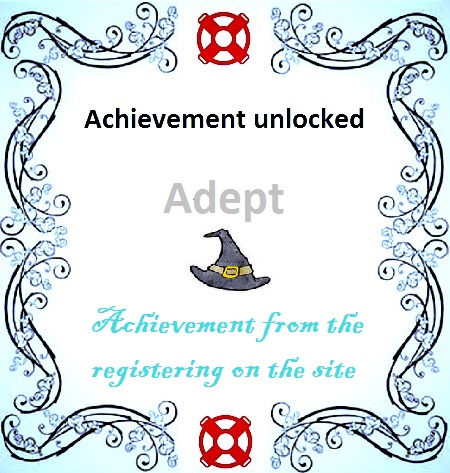 Achievement unlocked
Adept
Achievement from the
registering on the site